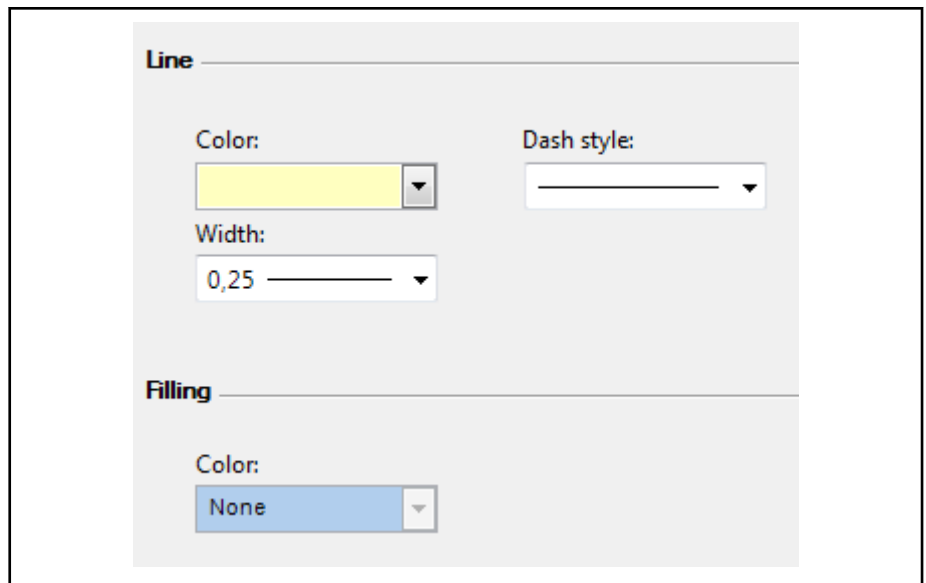 Line
Color: Dash style:
Width:
0,25
Filling
Color:
None